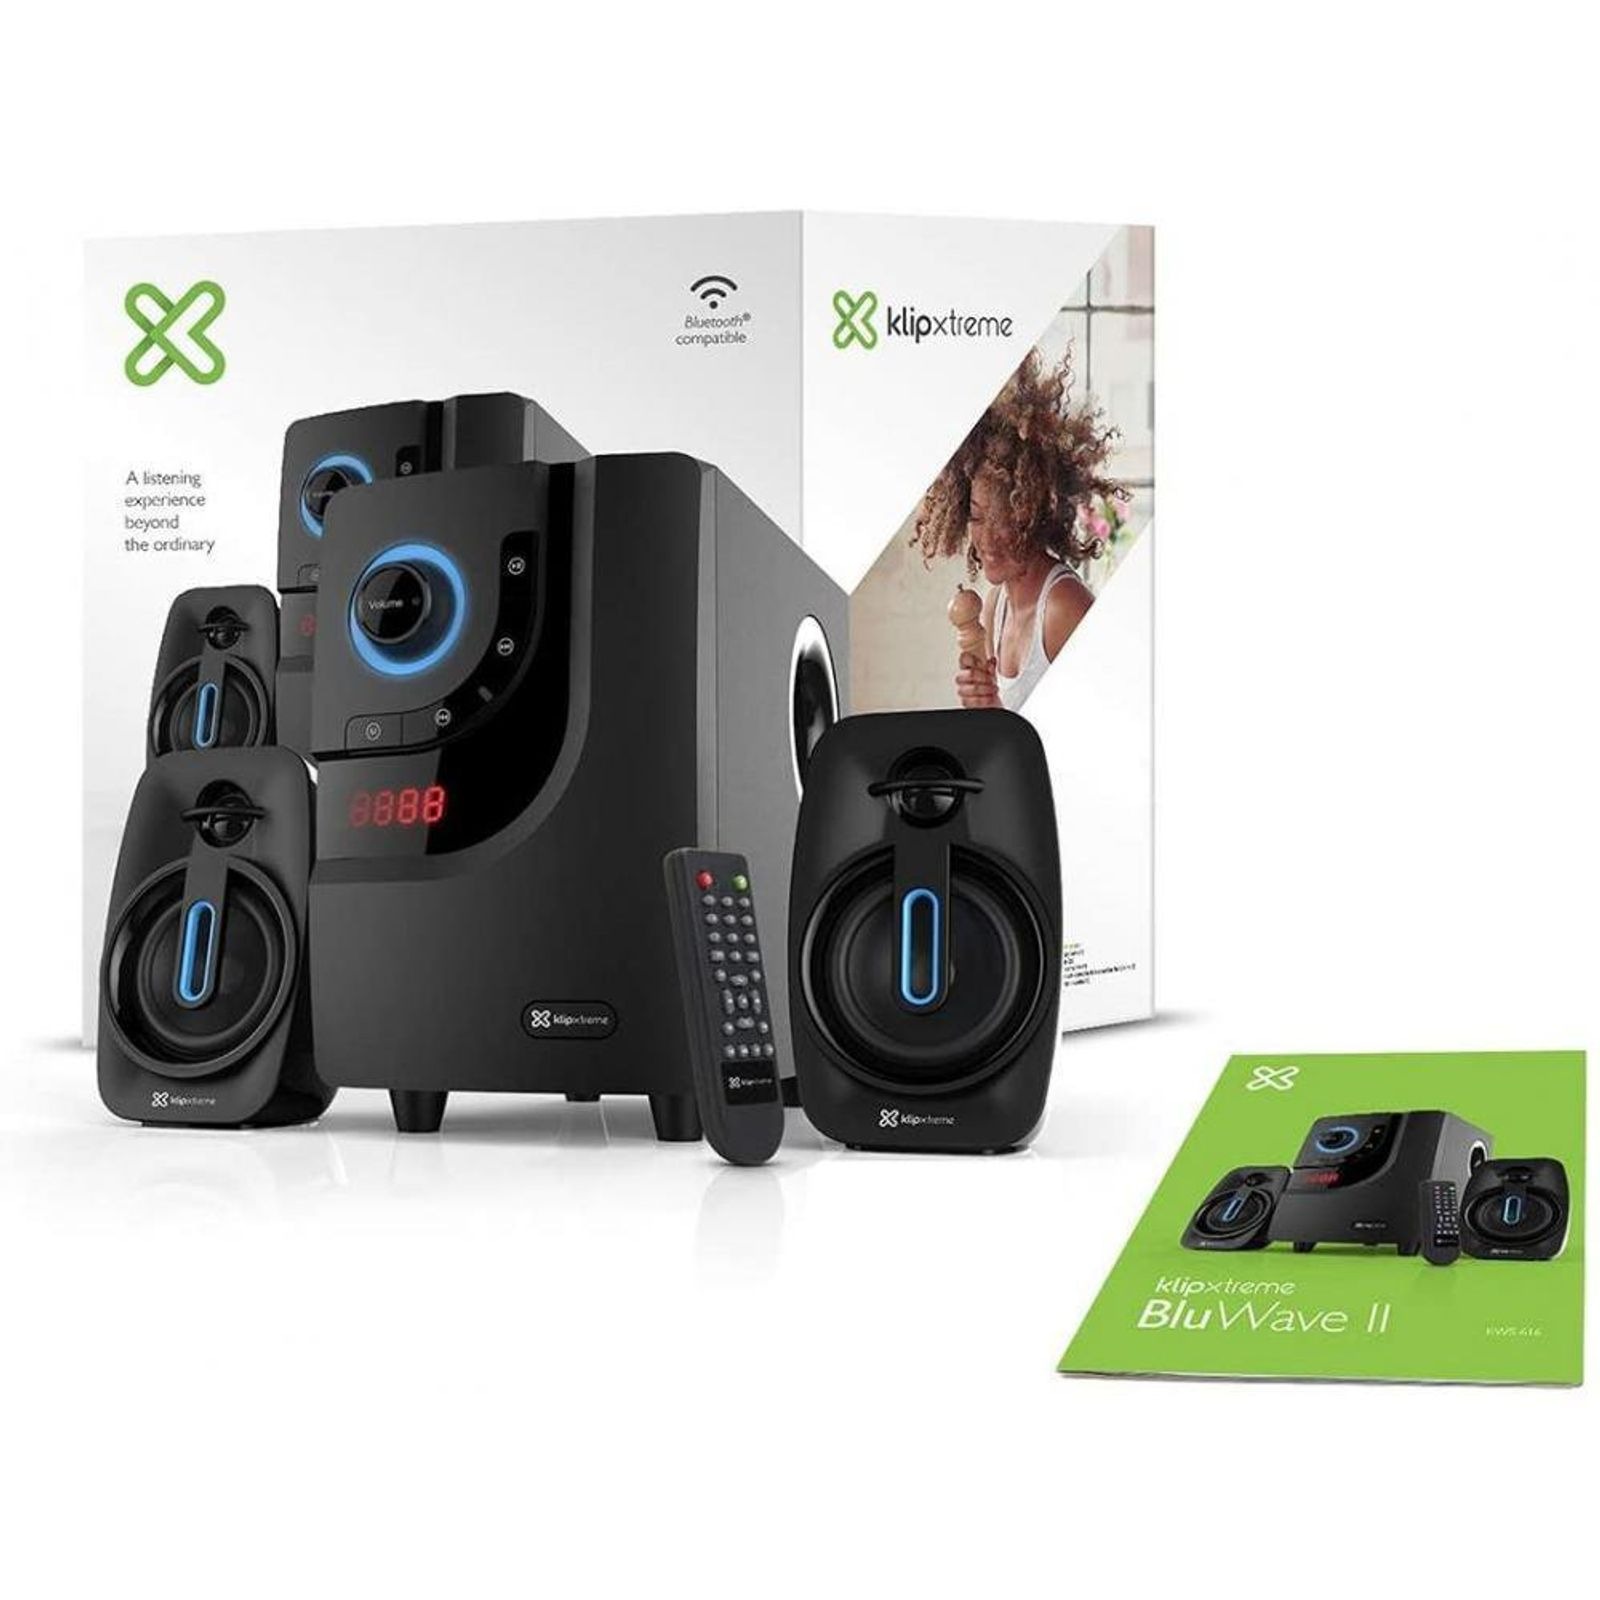 Bluetooth®
compatible
klipxtreme
A listening
experience
beyond
the ordinary
Volume
8888
klipxtreme
klipxtreme
klipxtreme
klipxtreme
klipxtreme
BluWave II